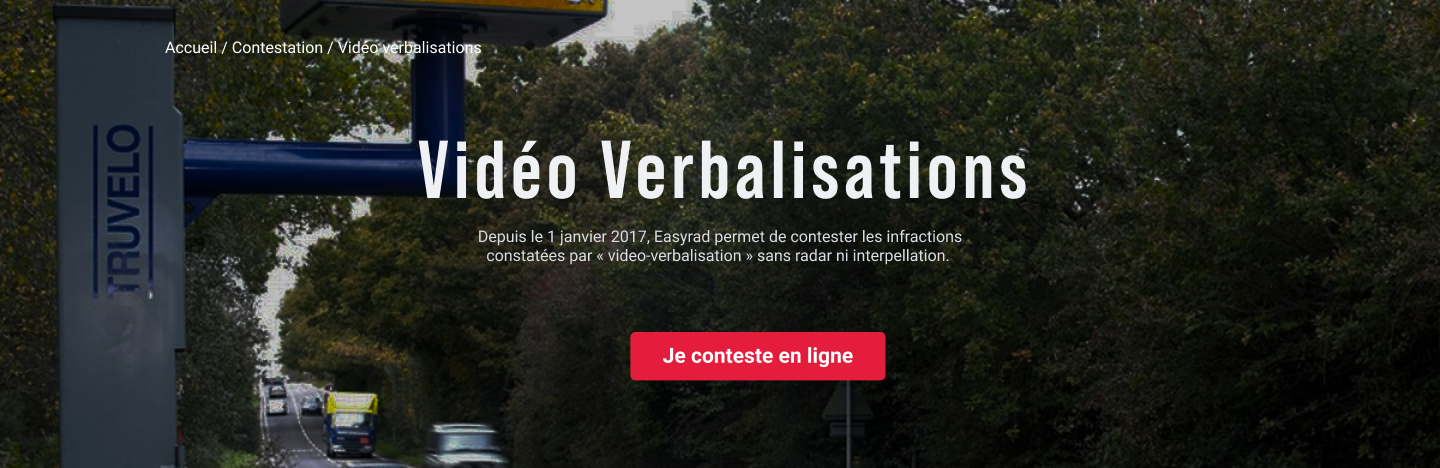 Accueil / Contestation / Vidéo verbalisations
TRUVELO
Vidéo Verbalisations
Depuis le 1 janvier 2017, Easyrad permet de contester les infractions
constatées par « video-verbalisation » sans radar ni interpellation.
Je conteste en ligne